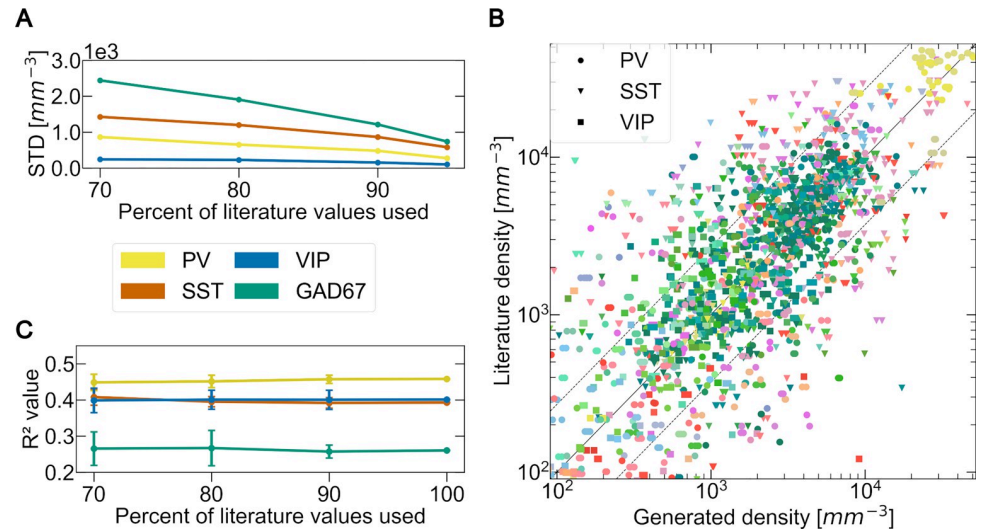 A
1e3
STD [mm⁻³]
3.0
2.0
1.0
0.0
70
80
90
Percent of literature values used
PV
VIP
SST
GAD67
C
R² value
0.5
0.4
0.3
0.2
70
80
90
100
Percent of literature values used
B
PV
SST
VIP
Literature density [mm⁻³]
10⁴
10³
10²
10²
10³
10⁴
Generated density [mm⁻³]